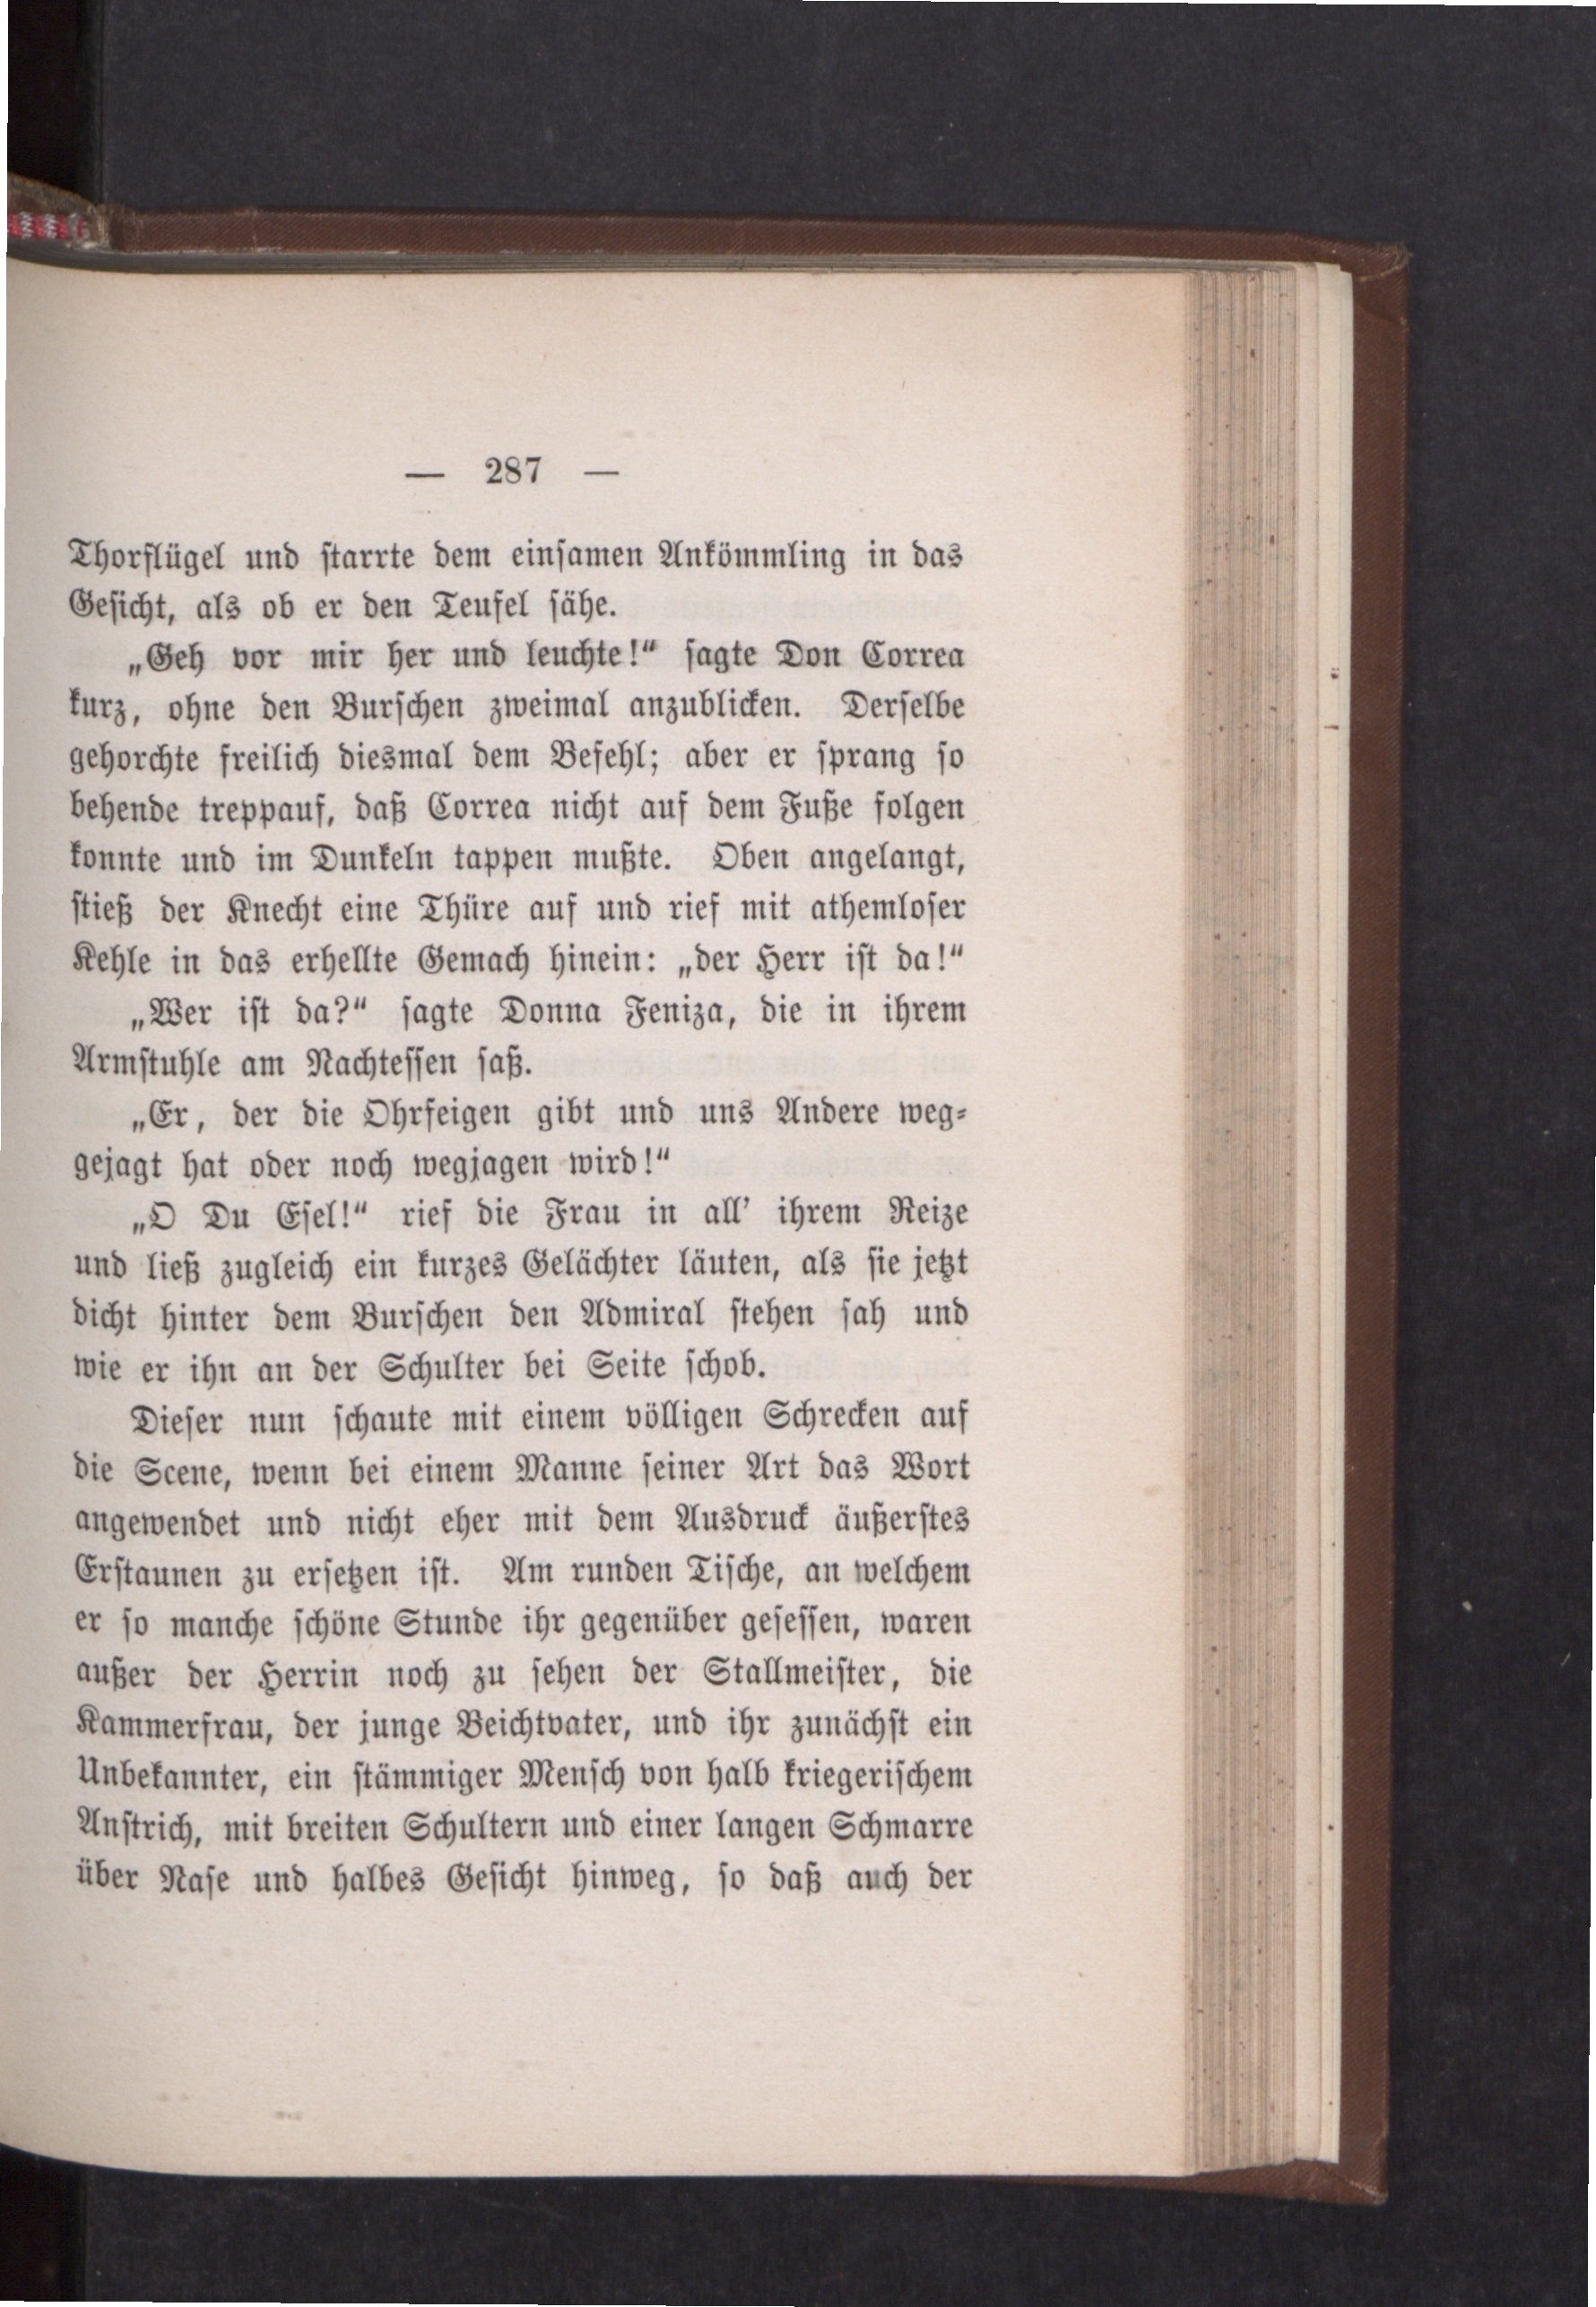 — 287 —
Thorflügel und starrte dem einsamen Ankömmling in das
Gesicht, als ob er den Teufel sähe.
„Geh vor mir her und leuchte!“ sagte Don Correa
kurz, ohne den Burschen zweimal anzublicken. Derselbe
gehorchte freilich diesmal dem Befehl; aber er sprang so
behende treppauf, daß Correa nicht auf dem Fuße folgen
konnte und im Dunkeln tappen mußte. Oben angelangt,
stieß der Knecht eine Thüre auf und rief mit athemloser
Kehle in das erhellte Gemach hinein: „der Herr ist da!“
„Wer ist da?“ sagte Donna Feniza, die in ihrem
Armstuhle am Nachtessen saß.
„Er, der die Ohrfeigen gibt und uns Andere weg-
gejagt hat oder noch wegjagen wird!“
„O Du Esel!“ rief die Frau in all’ ihrem Reize
und ließ zugleich ein kurzes Gelächter läuten, als sie jetzt
dicht hinter dem Burschen den Admiral stehen sah und
wie er ihn an der Schulter bei Seite schob.
Dieser nun schaute mit einem völligen Schrecken auf
die Scene, wenn bei einem Manne seiner Art das Wort
angewendet und nicht eher mit dem Ausdruck äußerstes
Erstaunen zu ersetzen ist. Am runden Tische, an welchem
er so manche schöne Stunde ihr gegenüber gesessen, waren
außer der Herrin noch zu sehen der Stallmeister, die
Kammerfrau, der junge Beichtvater, und ihr zunächst ein
Unbekannter, ein stämmiger Mensch von halb kriegerischem
Anstrich, mit breiten Schultern und einer langen Schmarre
über Nase und halbes Gesicht hinweg, so daß auch der